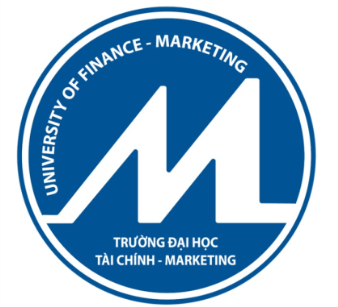 UNIVERSITY OF FINANCE - MARKETING
TRƯỜNG ĐẠI HỌC
TÀI CHÍNH - MARKETING